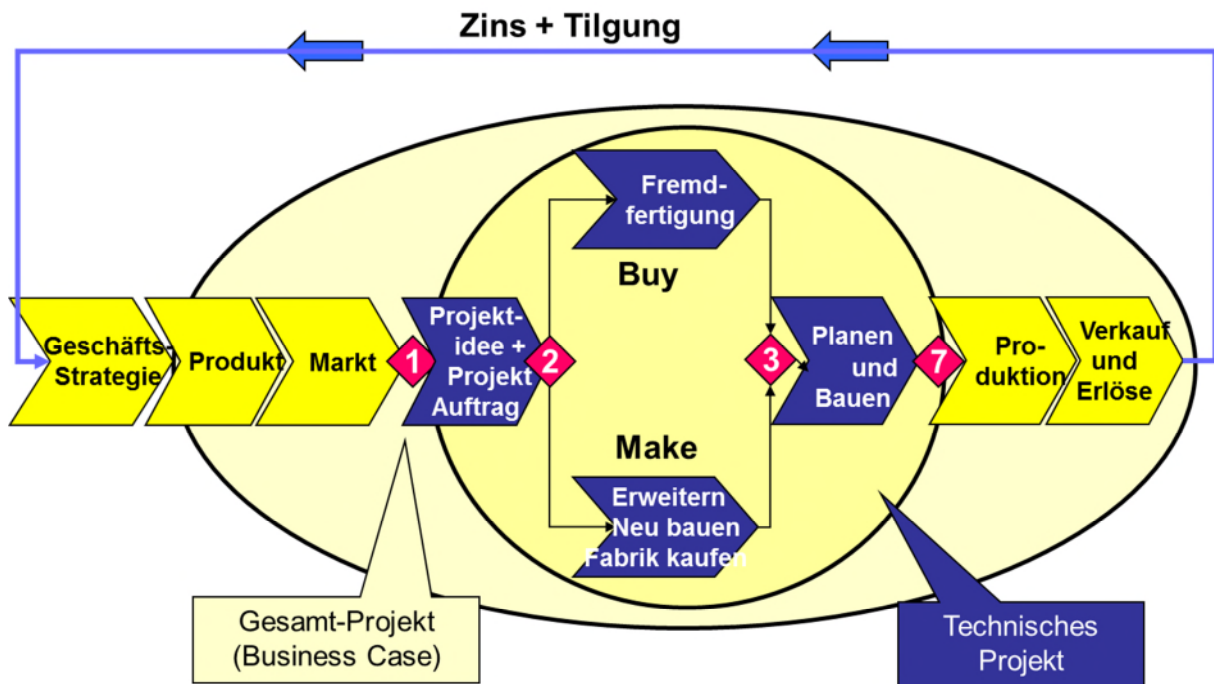 Zins + Tilgung
Fremd-
fertigung
Buy
Geschäfts-
Strategie
Produkt
Markt
1
Projekt-
idee +
Projekt
Auftrag
2
3
Planen
und
Bauen
7
Pro-
duktion
Verkauf
und
Erlöse
Make
Erweitern
Neu bauen
Fabrik kaufen
Gesamt-Projekt
(Business Case)
Technisches
Projekt